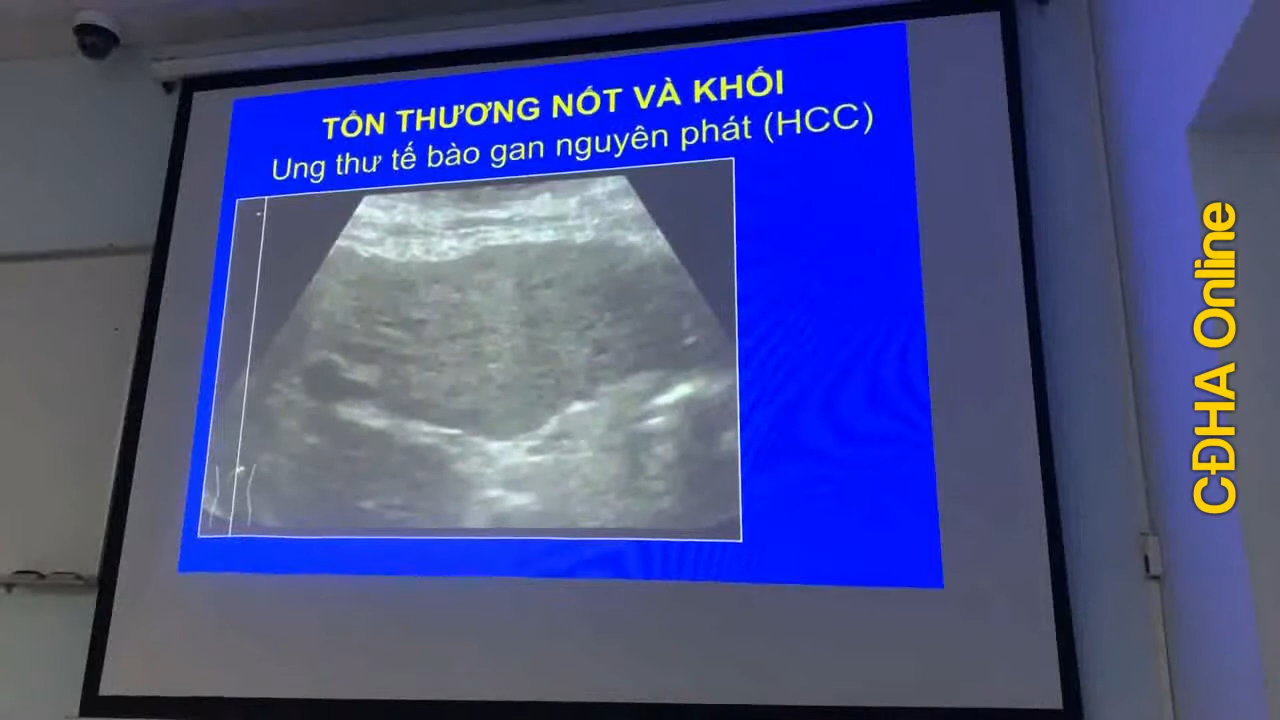 TỔN THƯƠNG NỐT VÀ KHỐI
Ung thư tế bào gan nguyên phát (HCC)
CĐHA Online